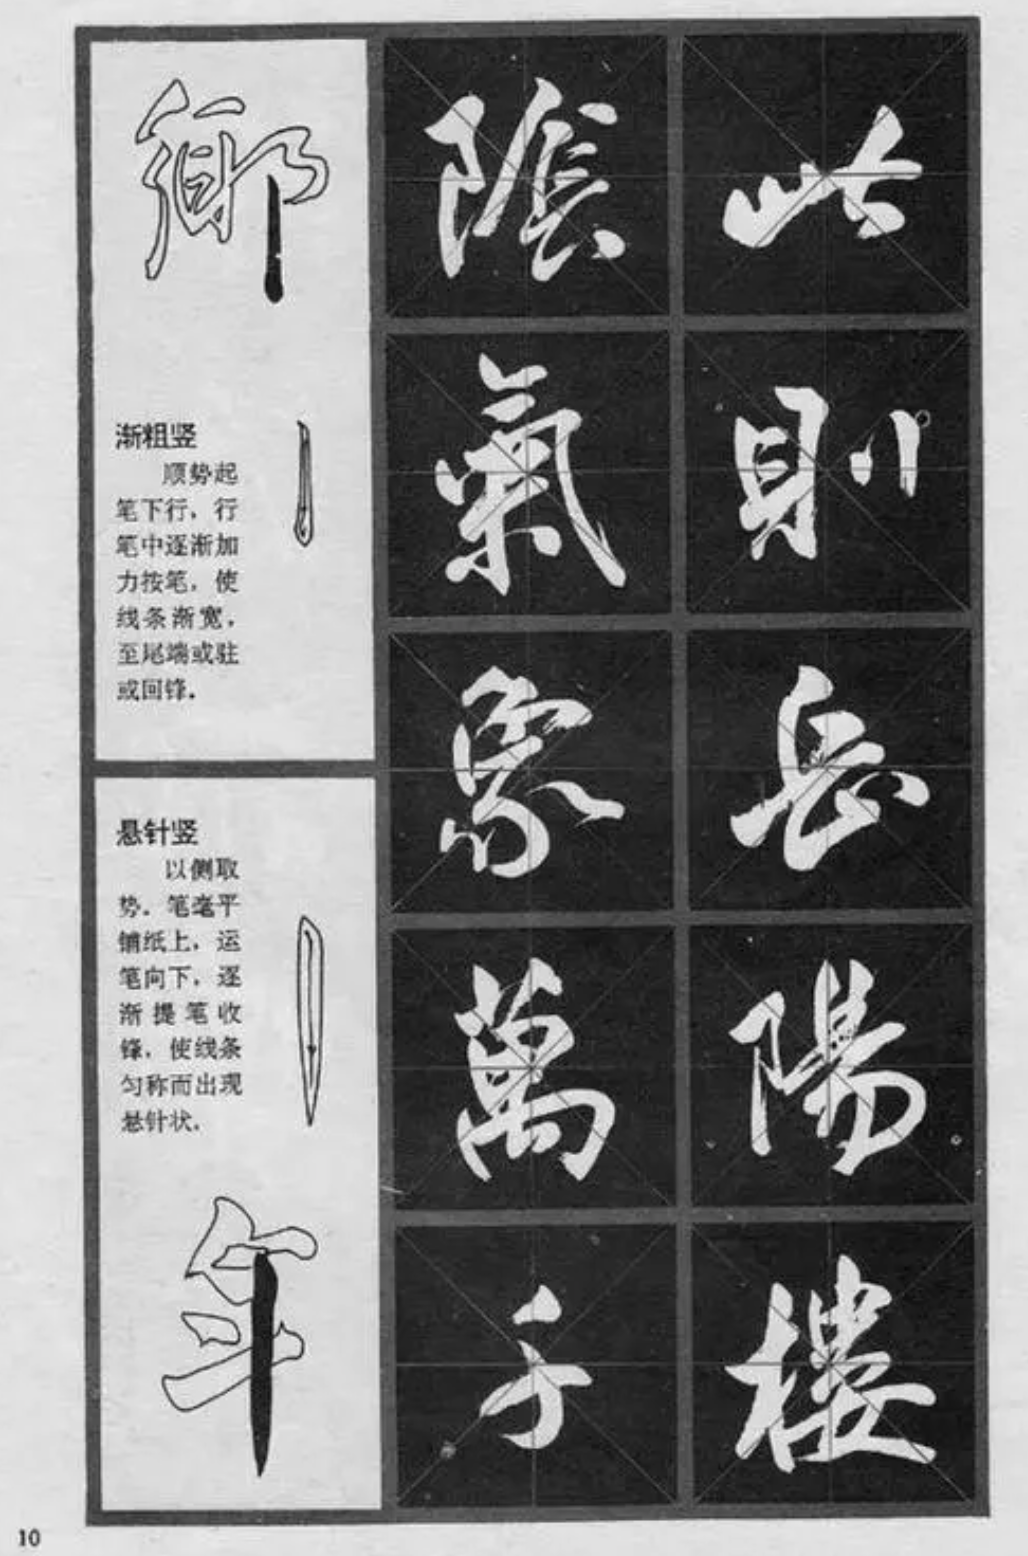 此則岳陽樓
陰氣象萬千
鄉
渐粗竖
顺势起
笔下行，行
笔中逐渐加
力按笔，使
线条渐宽，
至尾端或驻
或回锋。
悬针竖
以侧取
势。笔毫平
铺纸上，运
笔向下，逐
渐提笔收
锋，使线条
匀称而出现
悬针状。
年
10